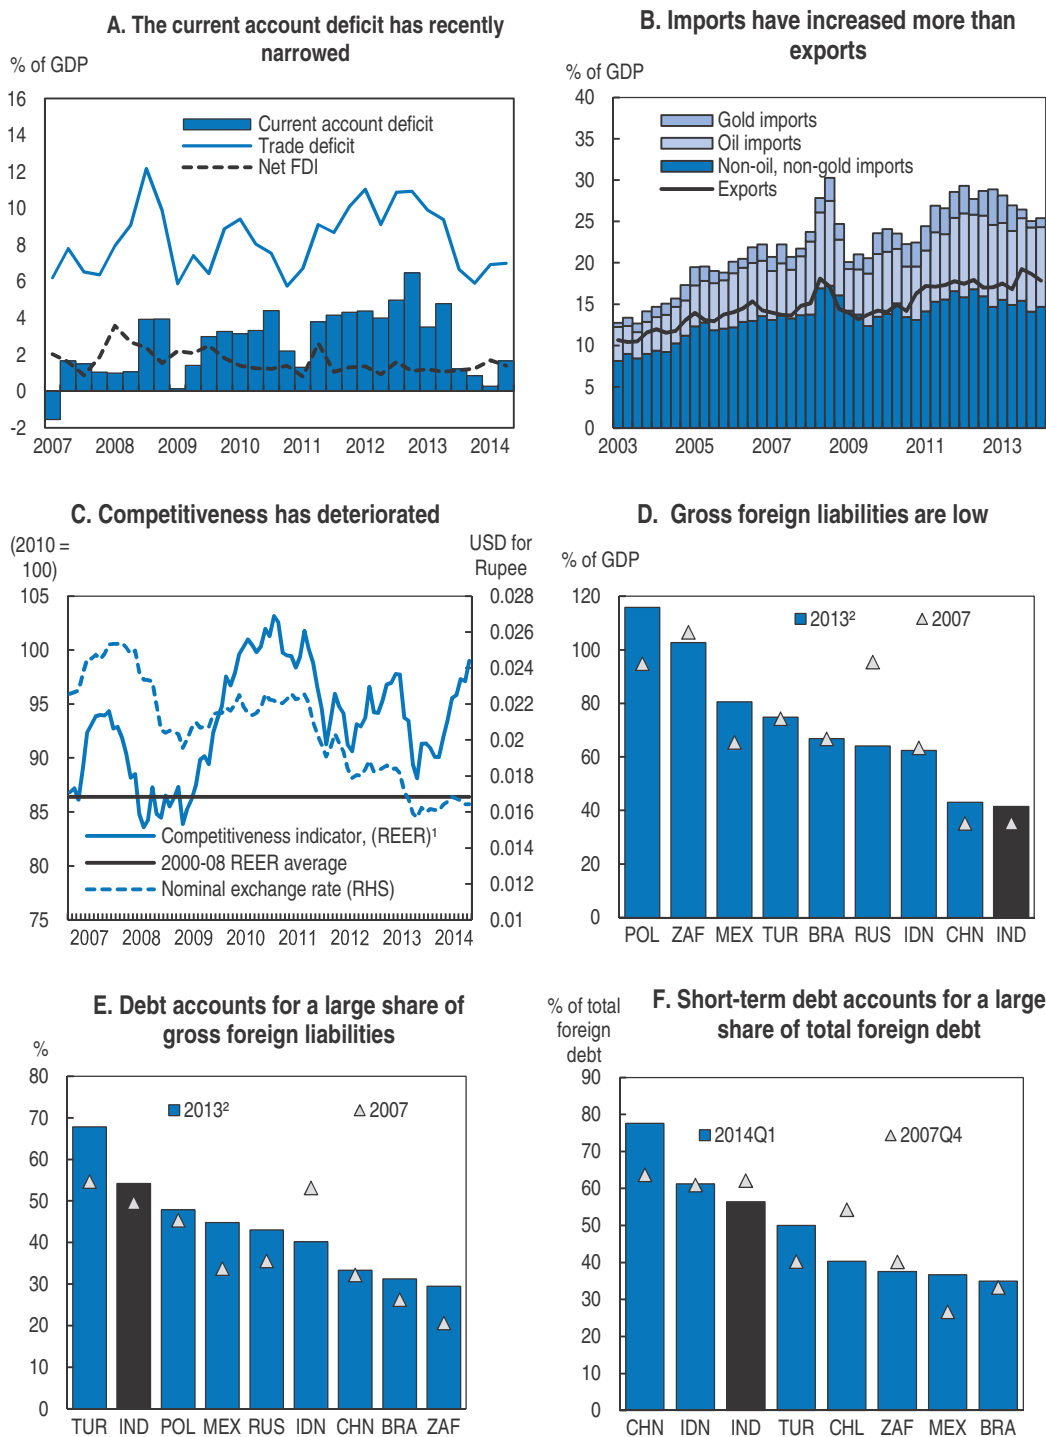 A. The current account deficit has recently
narrowed
% of GDP
16
14
12
10
8
6
4
2
0
-2
Current account deficit
Trade deficit
Net FDI
2007 2008 2009 2010 2011 2012 2013 2014
B. Imports have increased more than
exports
% of GDP
40
35
30
25
20
15
10
5
0
Gold imports
Oil imports
Non-oil, non-gold imports
Exports
2003 2005 2007 2009 2011 2013
C. Competitiveness has deteriorated
(2010 =
100)
USD for
Rupee
105
100
95
90
85
80
75
0.028
0.026
0.024
0.022
0.02
0.018
0.016
0.014
0.012
0.01
Competitiveness indicator, (REER)¹
2000-08 REER average
Nominal exchange rate (RHS)
2007 2008 2009 2010 2011 2012 2013 2014
D. Gross foreign liabilities are low
% of GDP
120
100
80
60
40
20
0
2013² 2007
POL ZAF MEX TUR BRA RUS IDN CHN IND
E. Debt accounts for a large share of
gross foreign liabilities
%
80
70
60
50
40
30
20
10
0
2013² 2007
TUR IND POL MEX RUS IDN CHN BRA ZAF
F. Short-term debt accounts for a large
share of total foreign debt
% of total
foreign
debt
90
80
70
60
50
40
30
20
10
0
2014Q1 2007Q4
CHN IDN IND TUR CHL ZAF MEX BRA